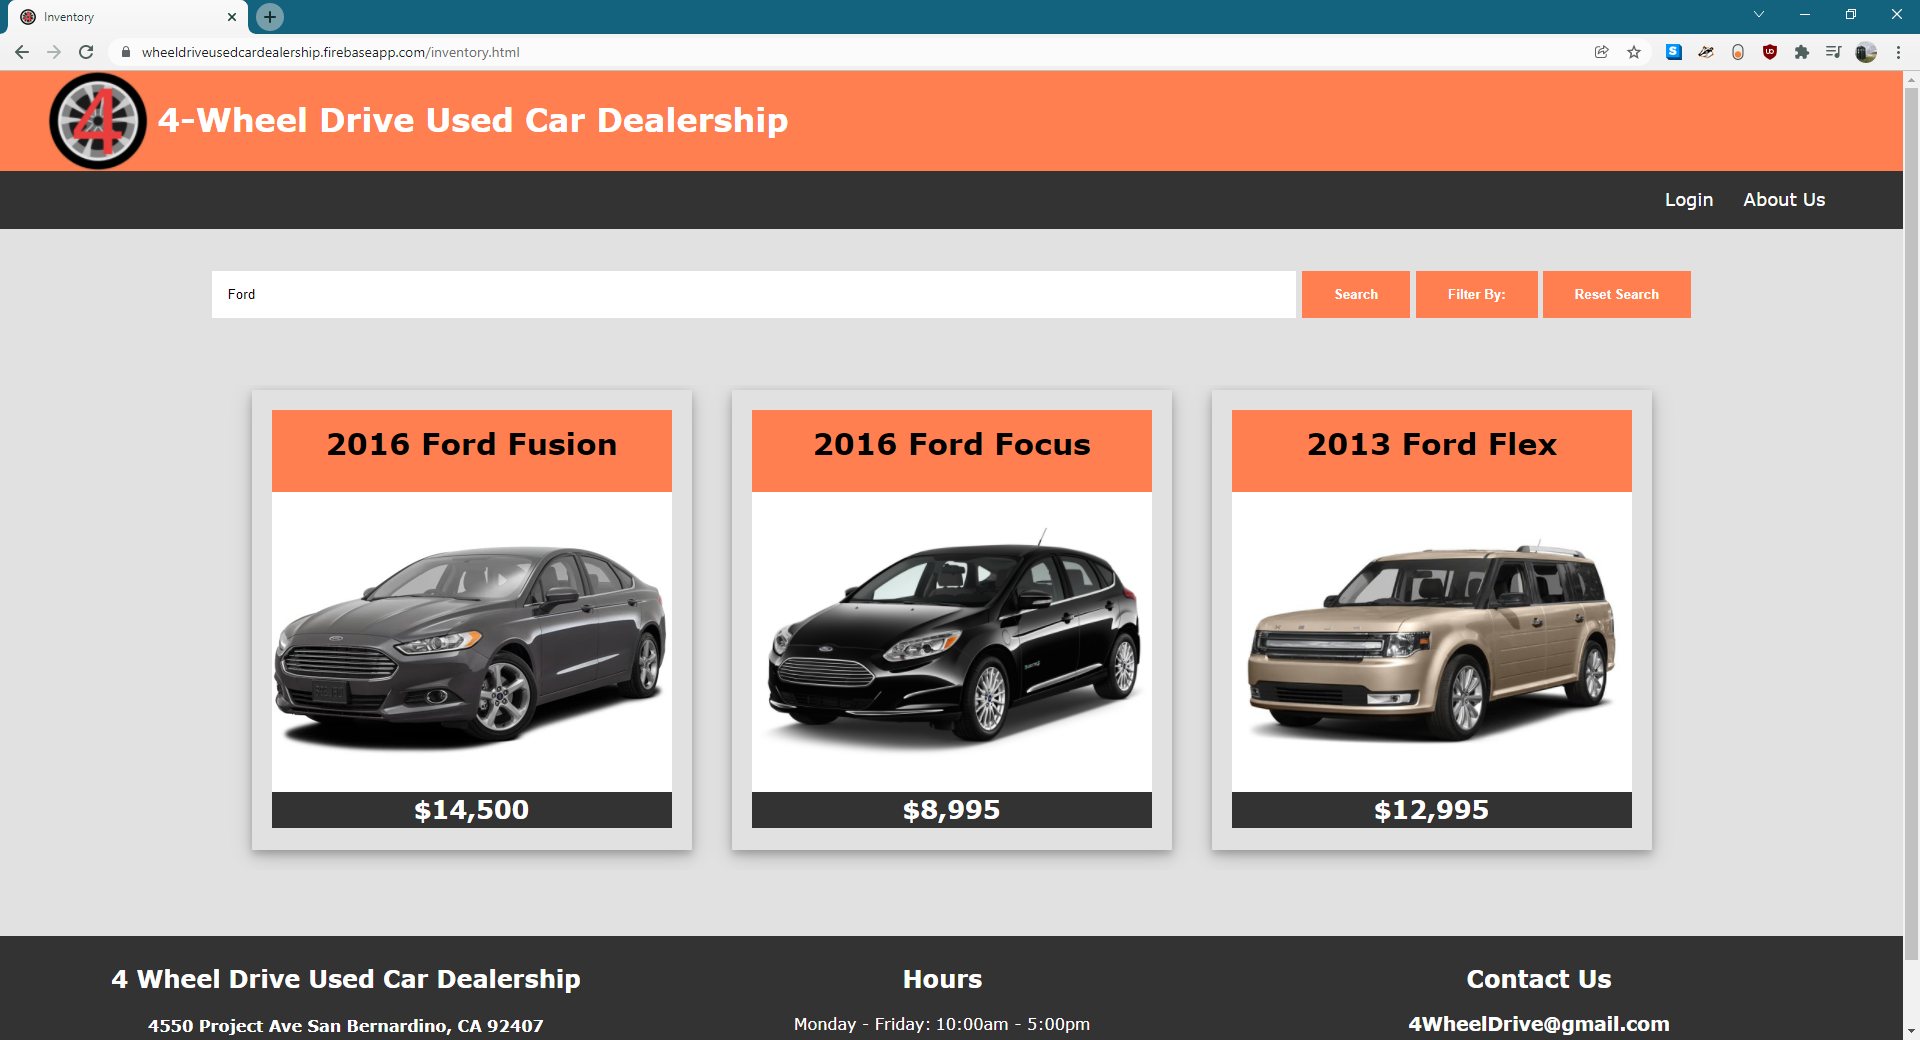 Inventory
wheeldriveusedcardealership.firebaseapp.com/inventory.html
4
4-Wheel Drive Used Car Dealership
Login About Us
Ford Search Filter By: Reset Search
2016 Ford Fusion
2016 Ford Focus
2013 Ford Flex
$14,500
$8,995
$12,995
4 Wheel Drive Used Car Dealership
4550 Project Ave San Bernardino, CA 92407
Hours
Monday - Friday: 10:00am - 5:00pm
Contact Us
4WheelDrive@gmail.com